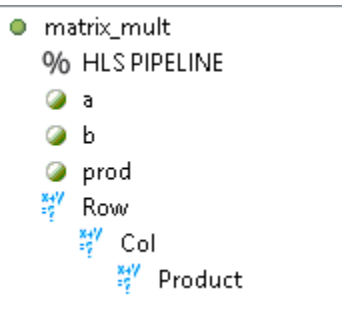 matrix_mult
% HLS PIPELINE
a
b
prod
Row
Col
Product